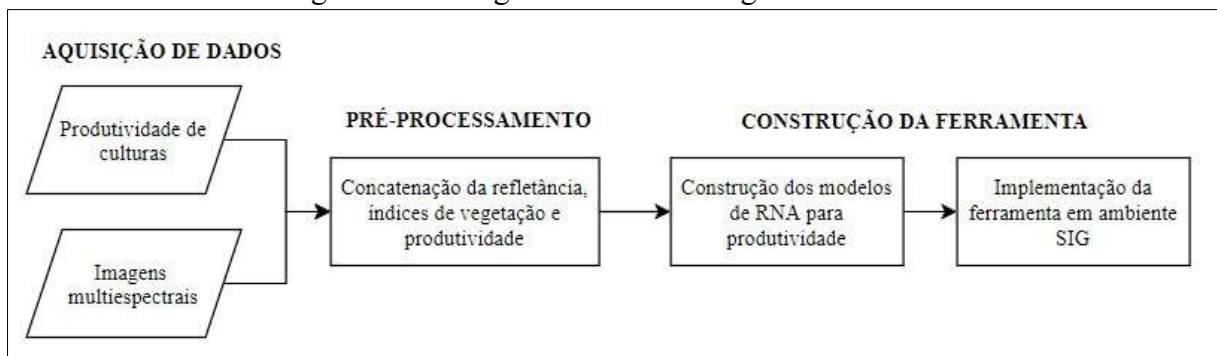 AQUISIÇÃO DE DADOS
Produtividade de
culturas
Imagens
multiespectrais
PRÉ-PROCESSAMENTO
Concatenação da refletância,
índices de vegetação e
produtividade
CONSTRUÇÃO DA FERRAMENTA
Construção dos modelos
de RNA para
produtividade
Implementação da
ferramenta em ambiente
SIG